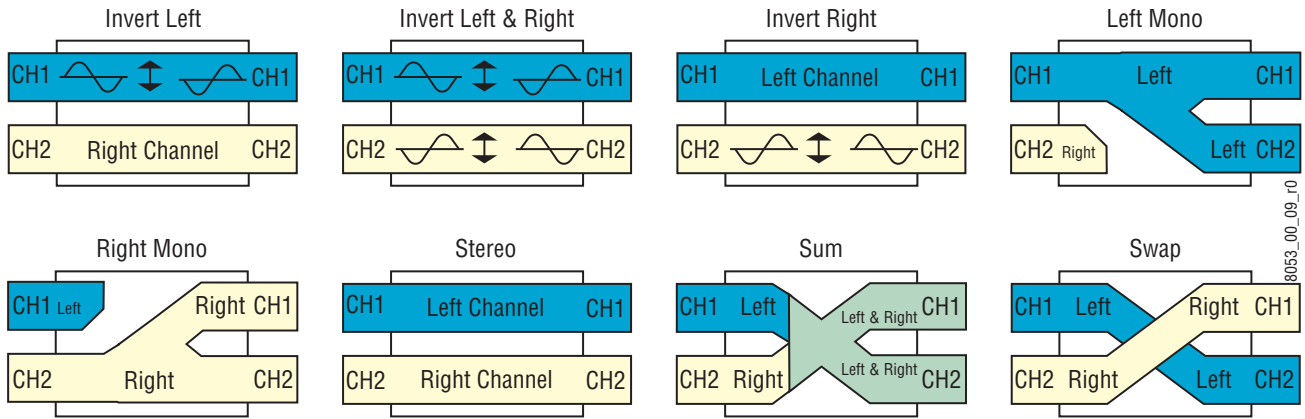 Invert Left
CH1 CH1
CH2 Right Channel CH2
Invert Left & Right
CH1 CH1
CH2 CH2
Invert Right
CH1 Left Channel CH1
CH2 CH2
Left Mono
CH1 Left CH1
CH2 Right Left CH2
Right Mono
CH1 Left Right CH1
CH2 Right CH2
Stereo
CH1 Left Channel CH1
CH2 Right Channel CH2
Sum
CH1 Left Left & Right CH1
CH2 Right Left & Right CH2
Swap
CH1 Left Right CH1
CH2 Right Left CH2
8053_00_09_r0